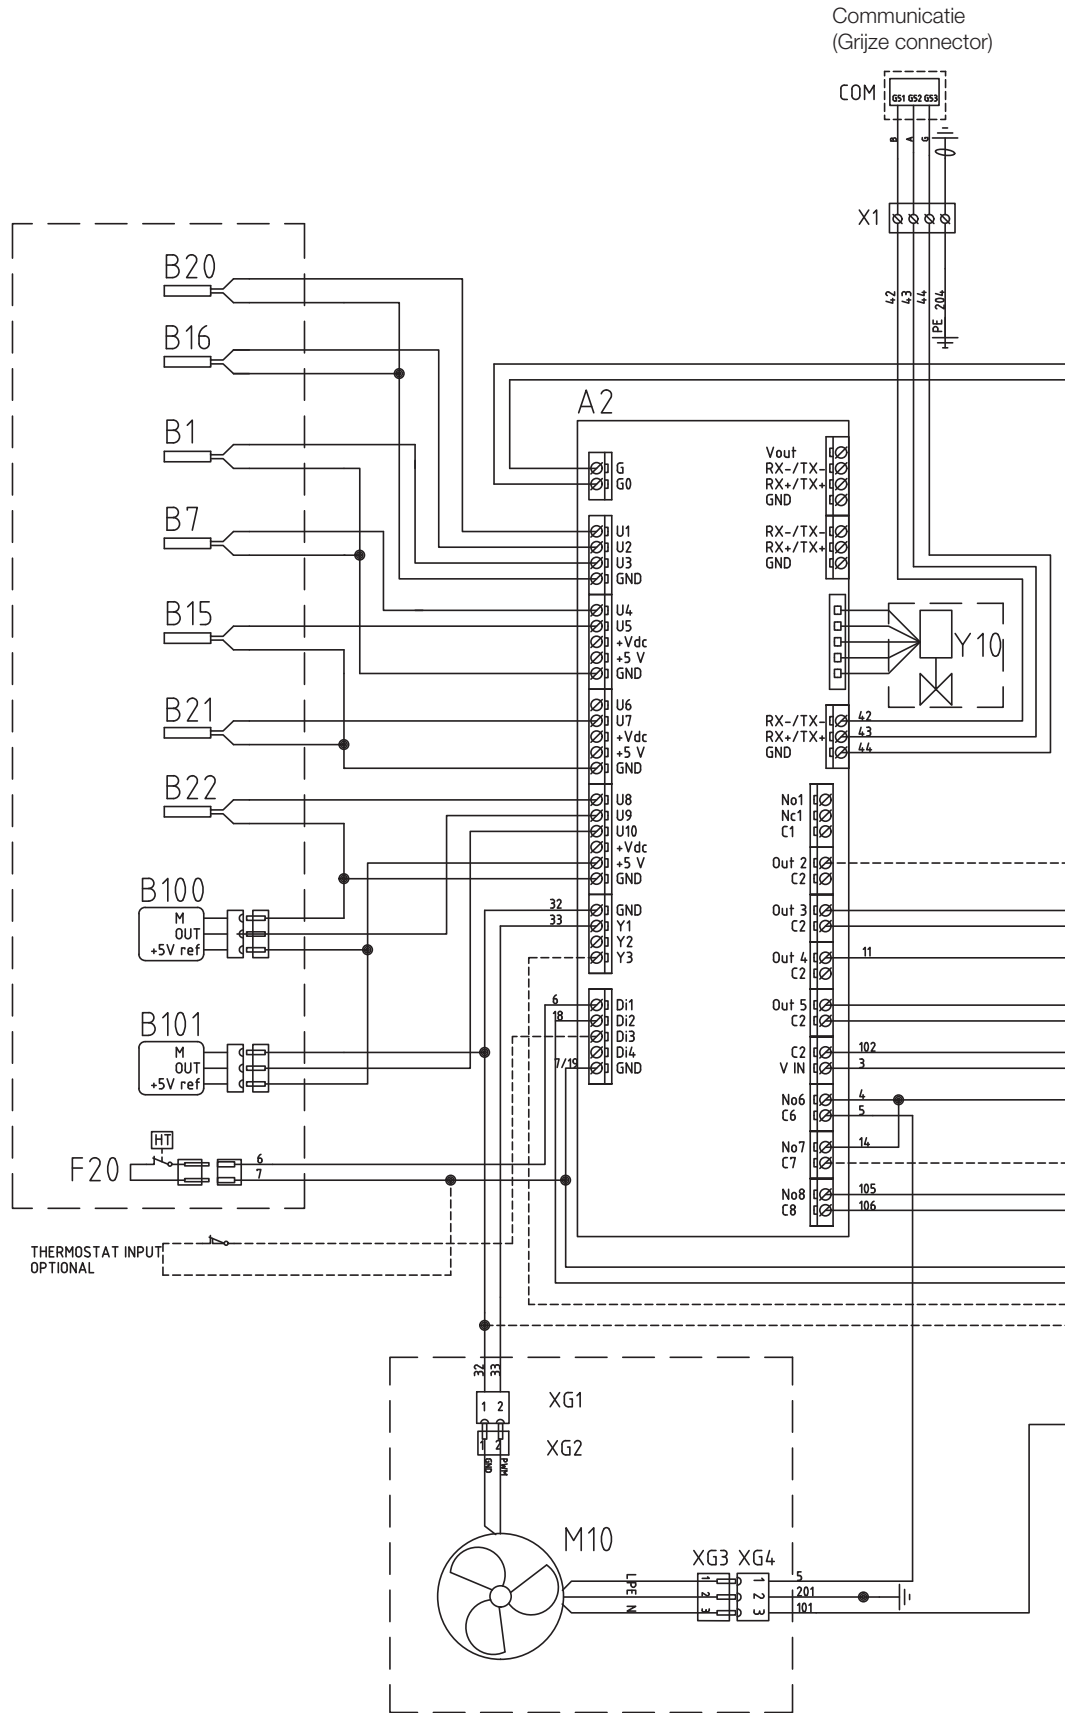 Communicatie
(Grijze connector)
COM
GS1 GS2 GS3
B A G
X1
42 43 44 PE 204
B20
B16
B1
B7
B15
B21
B22
B100
M
OUT
+5V ref
B101
M
OUT
+5V ref
HT
F20
6
7
THERMOSTAT INPUT
OPTIONAL
A2
G
G0
U1
U2
U3
GND
U4
U5
+Vdc
+5 V
GND
U6
U7
+Vdc
+5 V
GND
U8
U9
U10
+Vdc
+5 V
GND
32 GND
33 Y1
Y2
Y3
6 Di1
18 Di2
Di3
Di4
7/19 GND
Vout
RX-/TX-
RX+/TX+
GND
RX-/TX-
RX+/TX+
GND
Y10
RX-/TX- 42
RX+/TX+ 43
GND 44
No1
Nc1
C1
Out 2
C2
Out 3
C2
Out 4 11
C2
Out 5
C2
C2 102
V IN 3
No6 4
C6 5
No7 14
C7
No8 105
C8 106
32 33
1 2 XG1
1 2 XG2
GND PWM
M10
L PE N
XG3 XG4
1 1 5
2 2 201
3 3 101